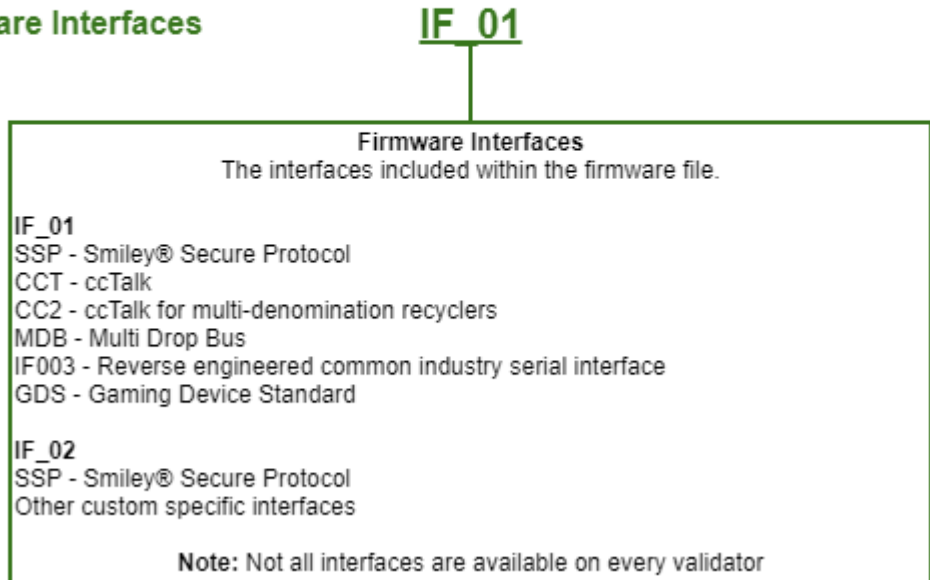 are Interfaces
IF_01
Firmware Interfaces
The interfaces included within the firmware file.
IF_01
SSP - Smiley® Secure Protocol
CCT - ccTalk
CC2 - ccTalk for multi-denomination recyclers
MDB - Multi Drop Bus
IF003 - Reverse engineered common industry serial interface
GDS - Gaming Device Standard
IF_02
SSP - Smiley® Secure Protocol
Other custom specific interfaces
Note: Not all interfaces are available on every validator